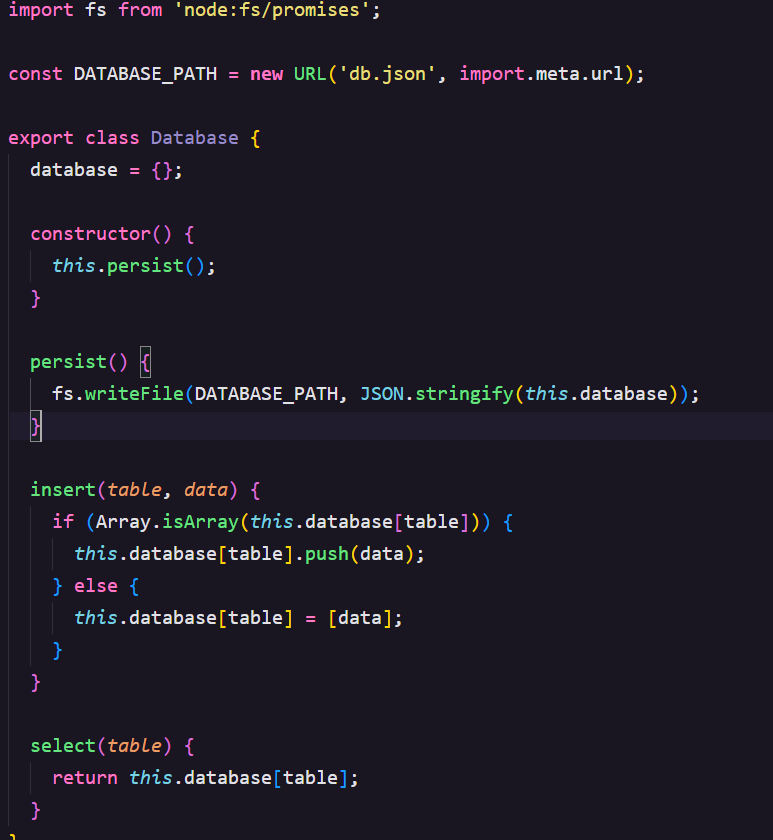 import fs from 'node:fs/promises';
const DATABASE_PATH = new URL('db.json', import.meta.url);
export class Database {
database = {};
constructor() {
this.persist();
}
persist() {
fs.writeFile(DATABASE_PATH, JSON.stringify(this.database));
}
insert(table, data) {
if (Array.isArray(this.database[table])) {
this.database[table].push(data);
} else {
this.database[table] = [data];
}
}
select(table) {
return this.database[table];
}
}